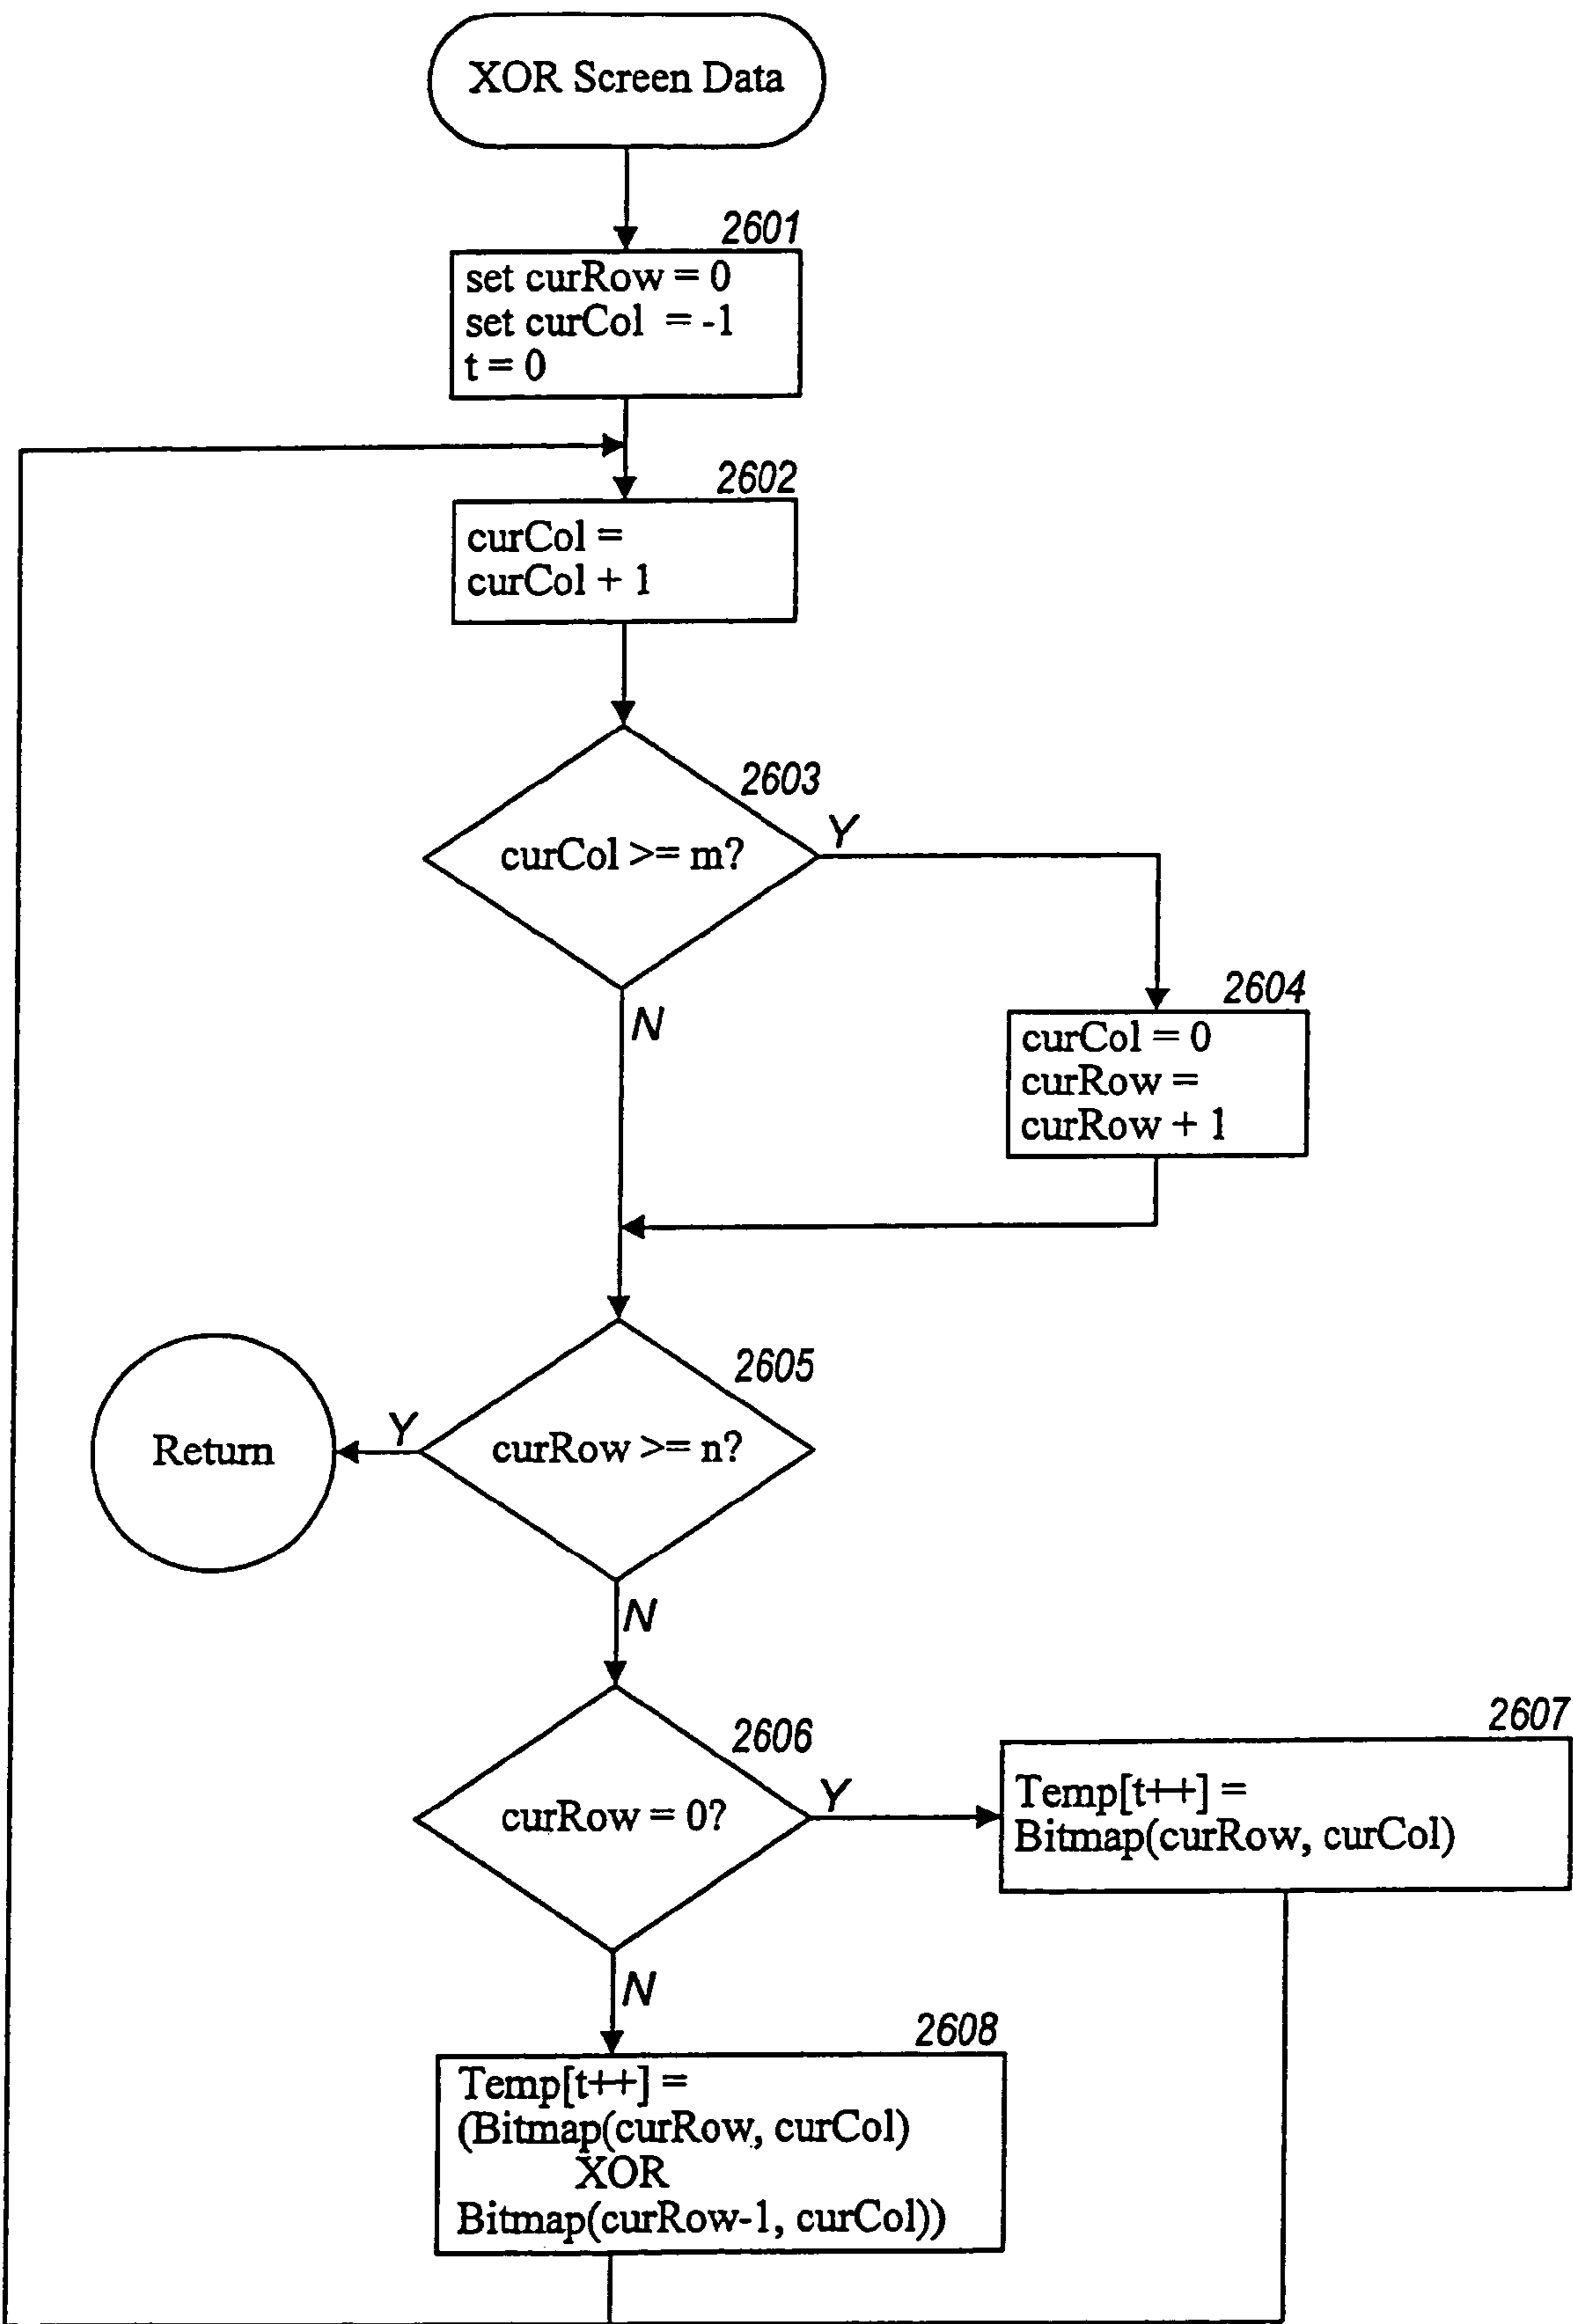 XOR Screen Data
2601
set curRow = 0
set curCol = -1
t = 0
2602
curCol =
curCol + 1
2603
curCol >= m?
Y
N
2604
curCol = 0
curRow =
curRow + 1
2605
curRow >= n?
Y
Return
N
2606
curRow = 0?
Y
2607
Temp[t++] =
Bitmap(curRow, curCol)
N
2608
Temp[t++] =
(Bitmap(curRow, curCol)
XOR
Bitmap(curRow-1, curCol))